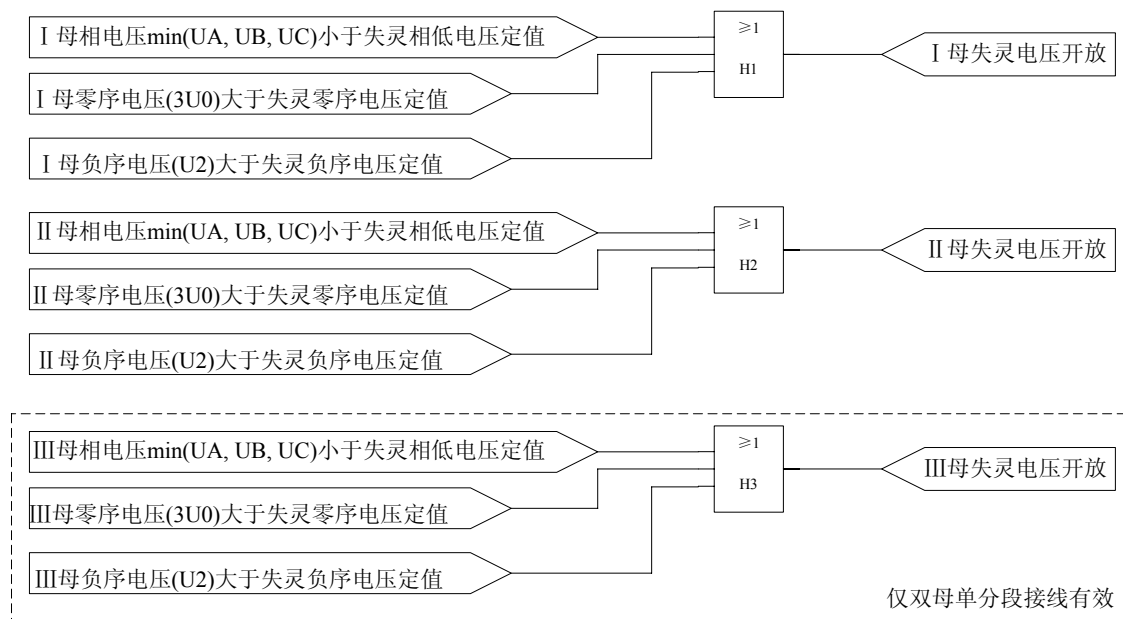 Ⅰ母相电压min(UA, UB, UC)小于失灵相低电压定值
≥1
H1
Ⅰ母失灵电压开放
Ⅰ母零序电压(3U0)大于失灵零序电压定值
Ⅰ母负序电压(U2)大于失灵负序电压定值
Ⅱ母相电压min(UA, UB, UC)小于失灵相低电压定值
≥1
H2
Ⅱ母失灵电压开放
Ⅱ母零序电压(3U0)大于失灵零序电压定值
Ⅱ母负序电压(U2)大于失灵负序电压定值
Ⅲ母相电压min(UA, UB, UC)小于失灵相低电压定值
≥1
H3
Ⅲ母失灵电压开放
Ⅲ母零序电压(3U0)大于失灵零序电压定值
Ⅲ母负序电压(U2)大于失灵负序电压定值
仅双母单分段接线有效